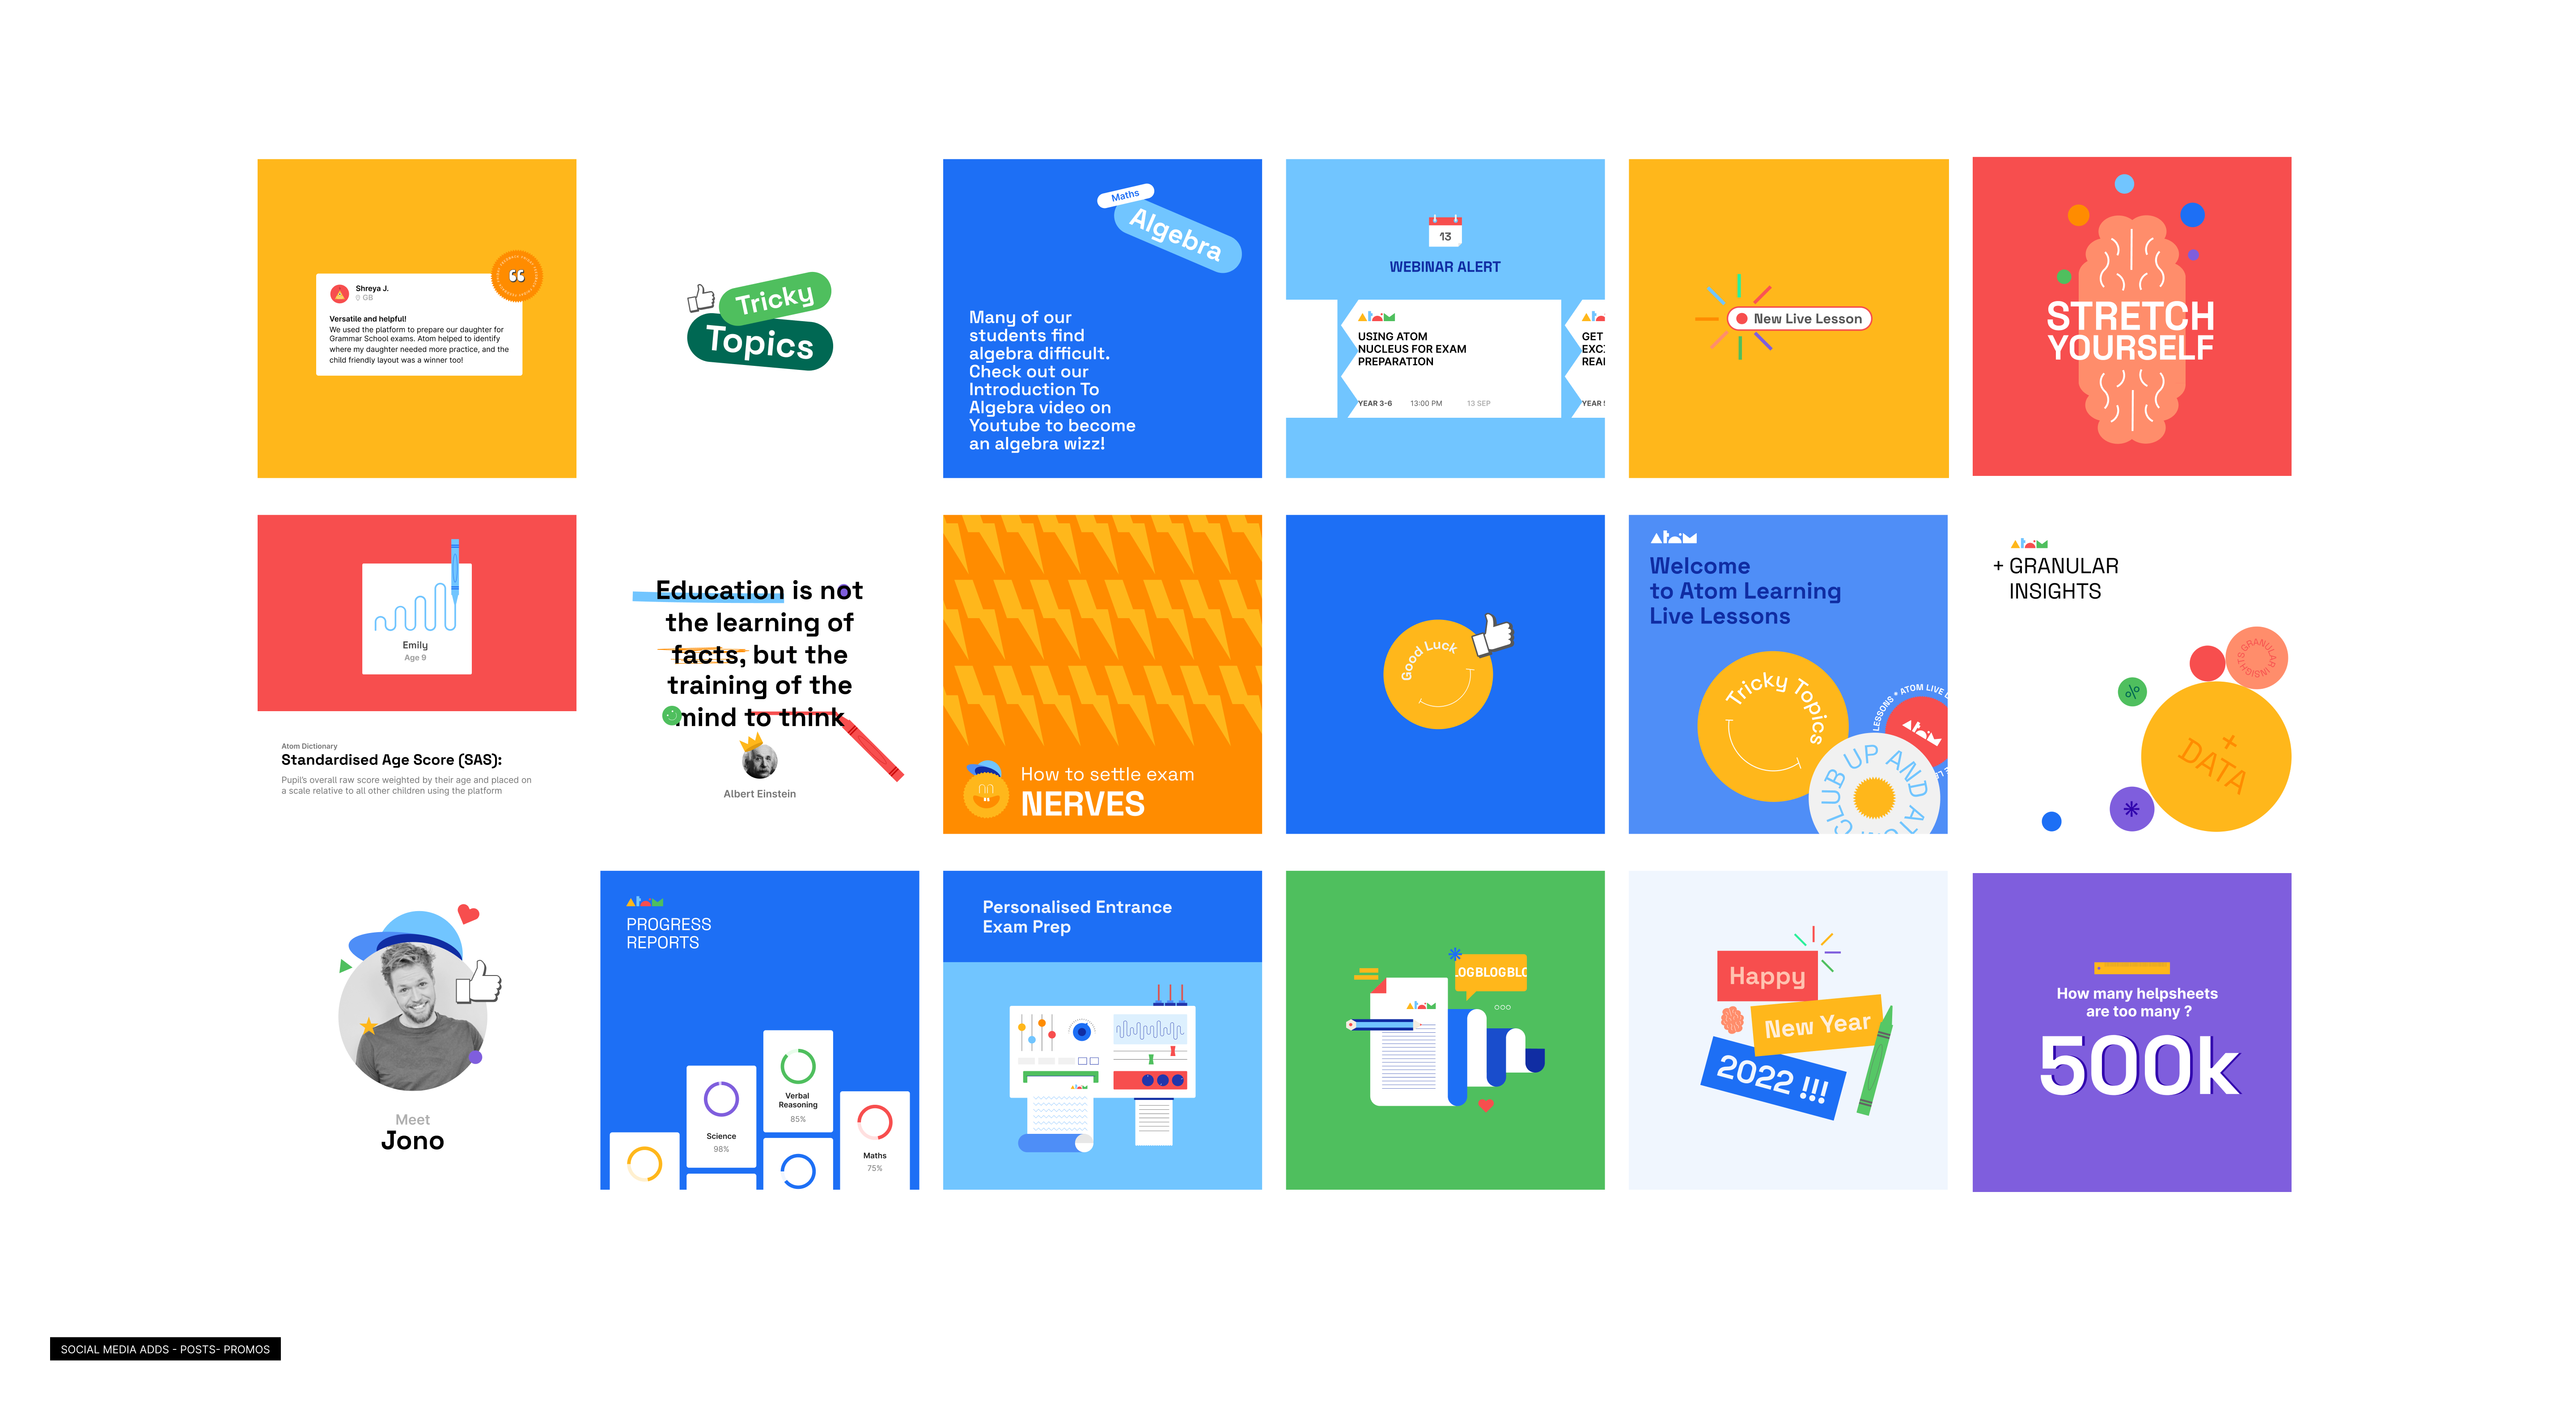 Shreya J.
0 GB
Versatile and helpful!
We used the platform to prepare our daughter for
Grammar School exams. Atom helped to identify
where my daughter needed more practice, and the
child friendly layout was a winner too!
Tricky
Topics
Maths
Algebra
Many of our
students find
algebra difficult.
Check out our
Introduction To
Algebra video on
Youtube to become
an algebra wizz!
13
WEBINAR ALERT
Atom
USING ATOM
NUCLEUS FOR EXAM
PREPARATION
YEAR 3-6 13:00 PM 13 SEP
GET
YEAR
New Live Lesson
STRETCH
YOURSELF
Emily
Age 9
Atom Dictionary
Standardised Age Score (SAS):
Pupil's overall raw score weighted by their age and placed on
a scale relative to all other children using the platform
Education is not
the learning of
facts, but the
training of the
mind to think
Albert Einstein
How to settle exam
NERVES
Good Luck
Atom
Welcome
to Atom Learning
Live Lessons
Tricky Topics
LESSONS * ATOM LIVE
Atom
CLUB UP AND ATOM
Atom
+ GRANULAR
INSIGHTS
GRANULAR INSIGHTS
%
+
DATA
Meet
Jono
Atom
PROGRESS
REPORTS
Verbal
Reasoning
85%
Science
98%
Maths
75%
Personalised Entrance
Exam Prep
Atom
LOGBLOGBLO
Atom
Happy
New Year
2022 !!!
How many helpsheets
are too many ?
500k
SOCIAL MEDIA ADDS - POSTS- PROMOS